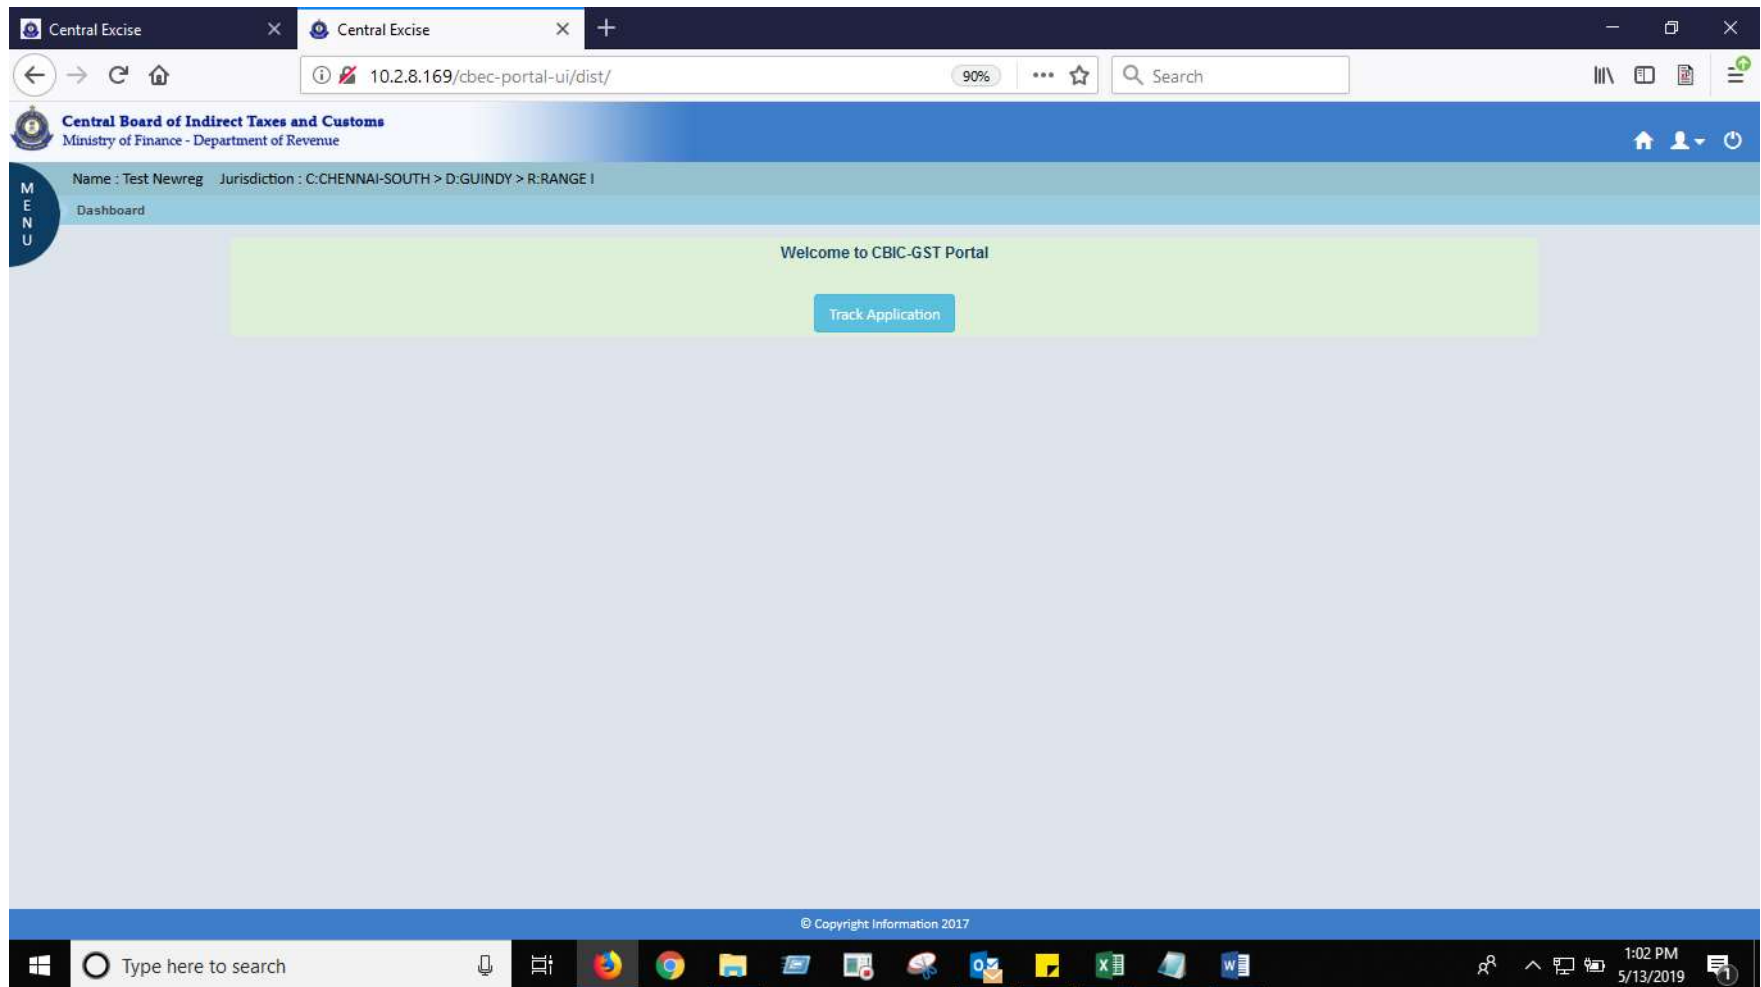 Central Excise
Central Excise
10.2.8.169/cbec-portal-ui/dist/
90%
Search
Central Board of Indirect Taxes and Customs
Ministry of Finance - Department of Revenue
MENU
Name : Test Newreg Jurisdiction : C:CHENNAI-SOUTH > D:GUINDY > R:RANGE I
Dashboard
Welcome to CBIC-GST Portal
Track Application
© Copyright Information 2017
Type here to search
1:02 PM
5/13/2019
1